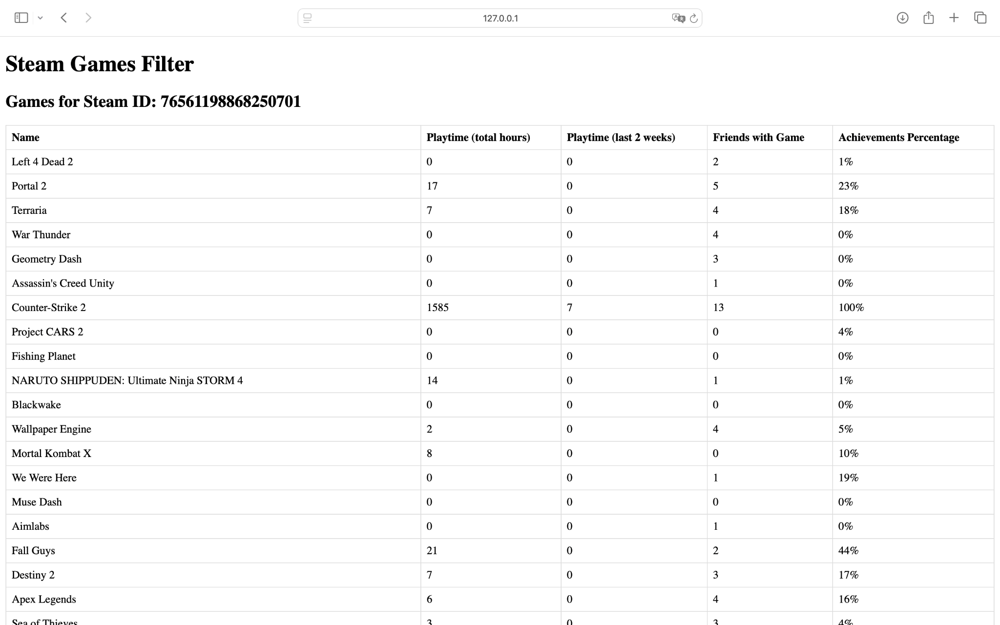 127.0.0.1
Steam Games Filter
Games for Steam ID: 76561198868250701
Name Playtime (total hours) Playtime (last 2 weeks) Friends with Game Achievements Percentage
Left 4 Dead 2 0 0 2 1%
Portal 2 17 0 5 23%
Terraria 7 0 4 18%
War Thunder 0 0 4 0%
Geometry Dash 0 0 3 0%
Assassin's Creed Unity 0 0 1 0%
Counter-Strike 2 1585 7 13 100%
Project CARS 2 0 0 0 4%
Fishing Planet 0 0 0 0%
NARUTO SHIPPUDEN: Ultimate Ninja STORM 4 14 0 1 1%
Blackwake 0 0 0 0%
Wallpaper Engine 2 0 4 5%
Mortal Kombat X 8 0 0 10%
We Were Here 0 0 1 19%
Muse Dash 0 0 0 0%
Aimlabs 0 0 1 0%
Fall Guys 21 0 2 44%
Destiny 2 7 0 3 17%
Apex Legends 6 0 4 16%
Sea of Thieves 3 0 3 4%